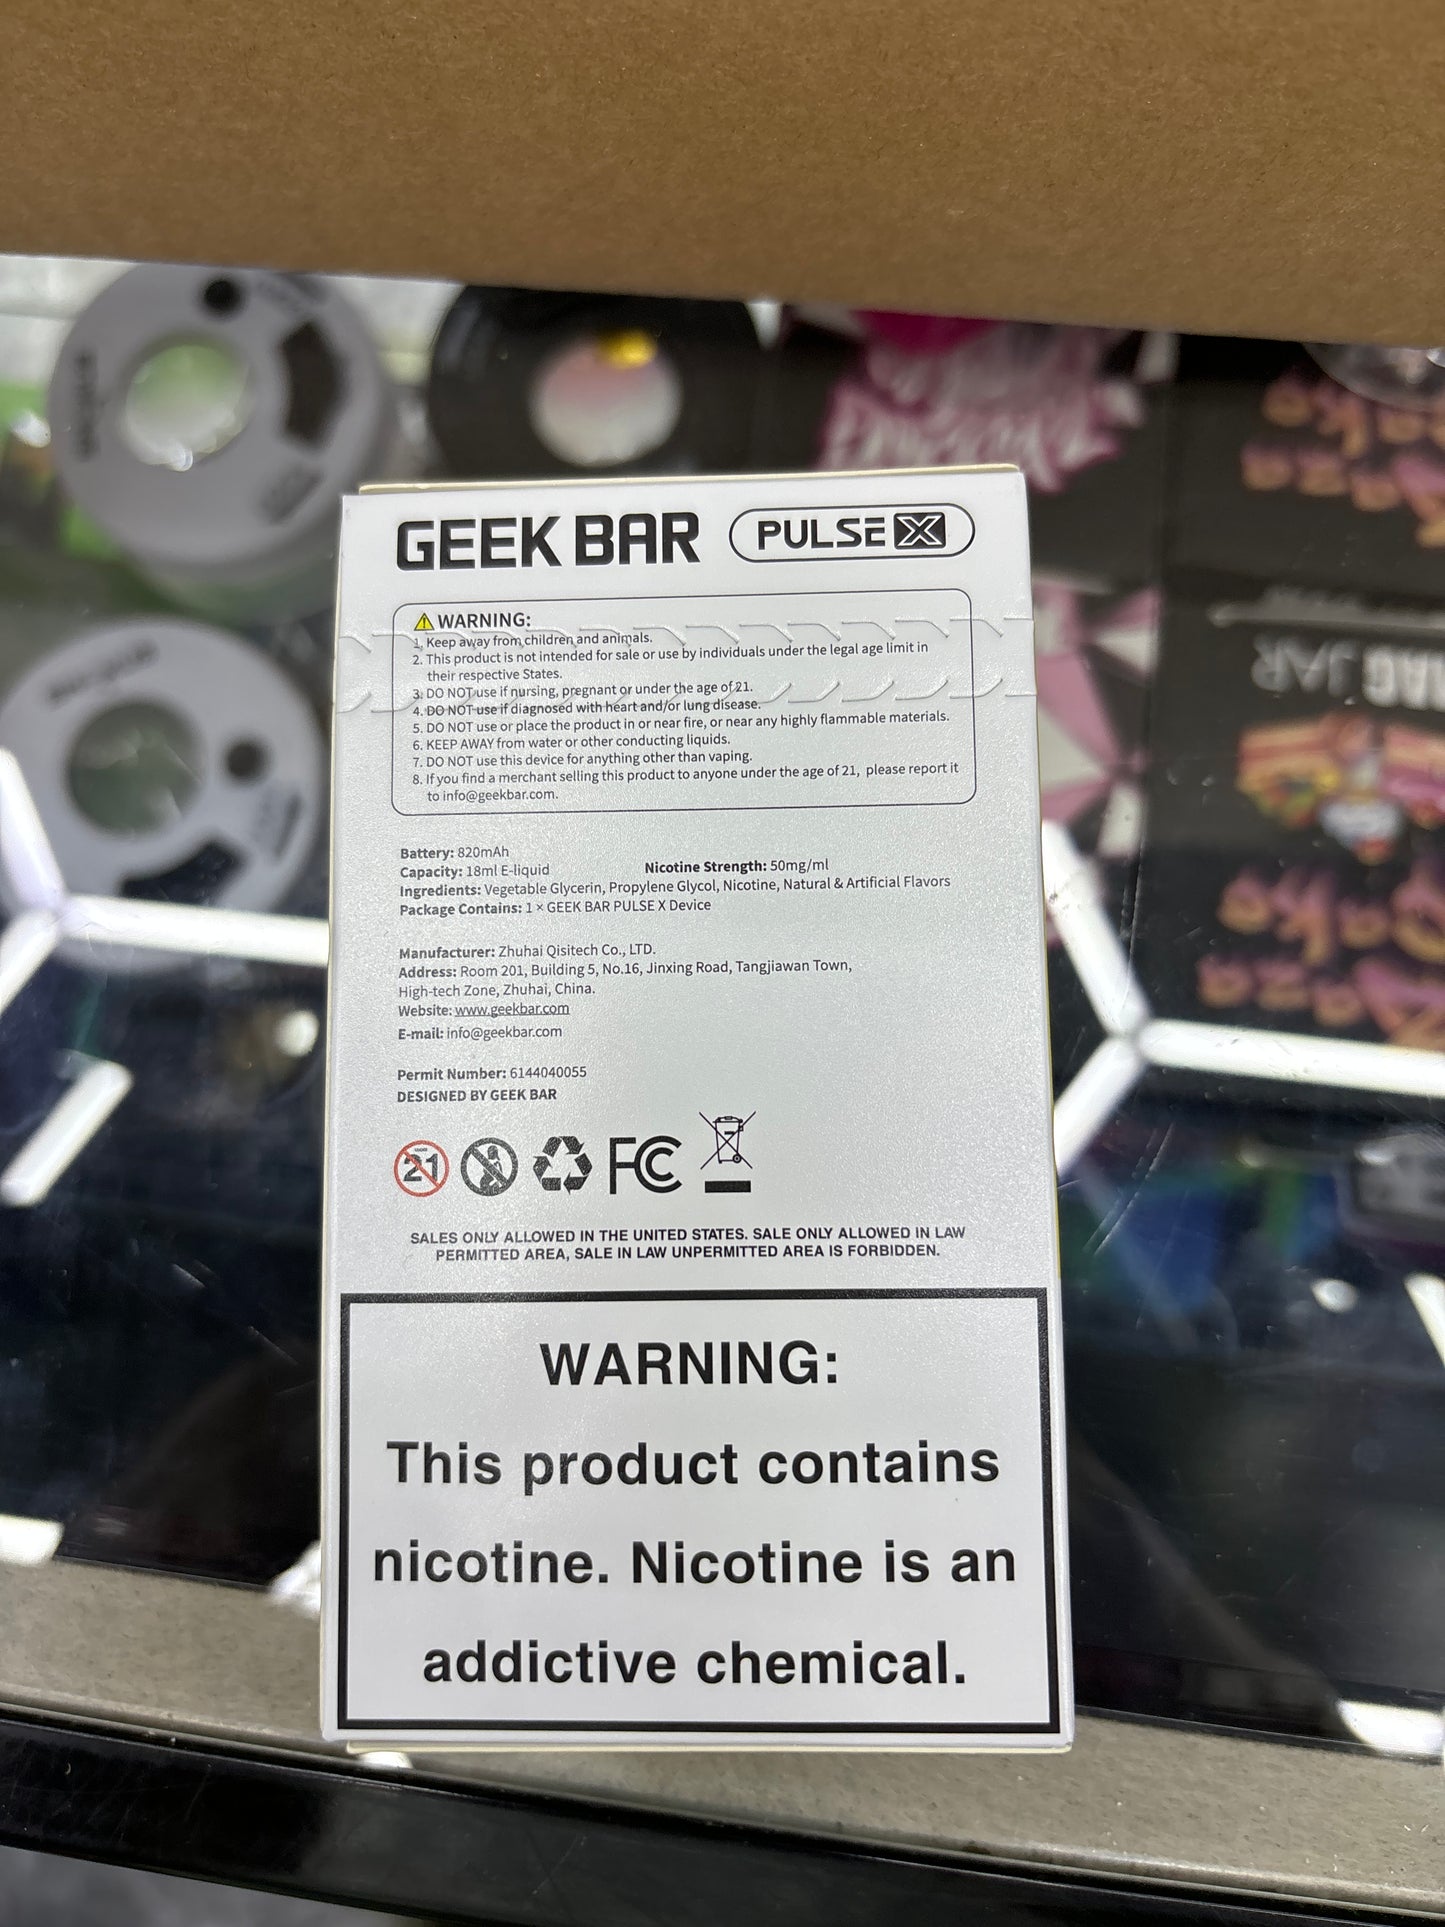 GEEK BAR PULSE X
WARNING:
1. Keep away from children and animals.
2. This product is not intended for sale or use by individuals under the legal age limit in
their respective States.
3. DO NOT use if nursing, pregnant or under the age of 21.
4. DO NOT use if diagnosed with heart and/or lung disease.
5. DO NOT use or place the product in or near fire, or near any highly flammable materials.
6. KEEP AWAY from water or other conducting liquids.
7. DO NOT use this device for anything other than vaping.
8. If you find a merchant selling this product to anyone under the age of 21, please report it
to info@geekbar.com.
Battery: 820mAh
Capacity: 18ml E-liquid Nicotine Strength: 50mg/ml
Ingredients: Vegetable Glycerin, Propylene Glycol, Nicotine, Natural & Artificial Flavors
Package Contains: 1 × GEEK BAR PULSE X Device
Manufacturer: Zhuhai Qisitech Co., LTD.
Address: Room 201, Building 5, No.16, Jinxing Road, Tangjiawan Town,
High-tech Zone, Zhuhai, China.
Website: www.geekbar.com
E-mail: info@geekbar.com
Permit Number: 6144040055
DESIGNED BY GEEK BAR
21 FC
SALES ONLY ALLOWED IN THE UNITED STATES. SALE ONLY ALLOWED IN LAW
PERMITTED AREA, SALE IN LAW UNPERMITTED AREA IS FORBIDDEN.
WARNING:
This product contains
nicotine. Nicotine is an
addictive chemical.